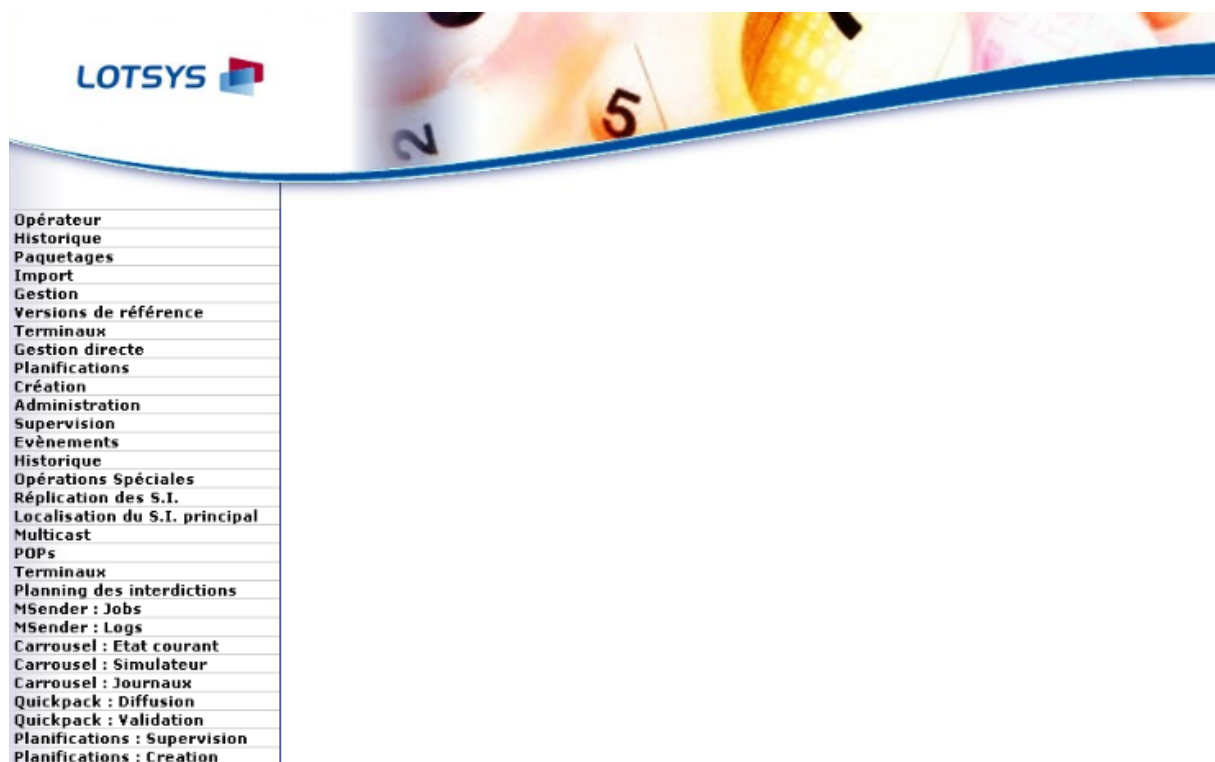 LOTSYS
2
5
Opérateur
Historique
Paquetages
Import
Gestion
Versions de référence
Terminaux
Gestion directe
Planifications
Création
Administration
Supervision
Evènements
Historique
Opérations Spéciales
Réplication des S.I.
Localisation du S.I. principal
Multicast
POPs
Terminaux
Planning des interdictions
MSender : Jobs
MSender : Logs
Carrousel : Etat courant
Carrousel : Simulateur
Carrousel : Journaux
Quickpack : Diffusion
Quickpack : Validation
Planifications : Supervision
Planifications : Creation